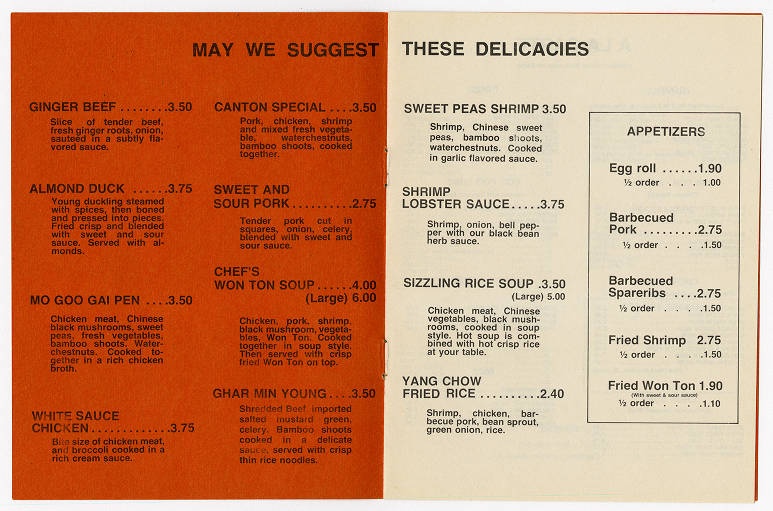 MAY WE SUGGEST THESE DELICACIES
GINGER BEEF ........3.50
Slice of tender beef,
fresh ginger roots, onion,
sauteed in a subtly fla-
vored sauce.
ALMOND DUCK ......3.75
Young duckling steamed
with spices, then boned
and pressed into pieces.
Fried crisp and blended
with sweet and sour
sauce. Served with al-
monds.
MO GOO GAI PEN ....3.50
Chicken meat, Chinese
black mushrooms, sweet
peas, fresh vegetables,
bamboo shoots. Water-
chestnuts. Cooked to-
gether in a rich chicken
broth.
WHITE SAUCE
CHICKEN.............3.75
Bite size of chicken meat,
and broccoli cooked in a
rich cream sauce.
CANTON SPECIAL ....3.50
Pork, chicken, shrimp
and mixed fresh vegeta-
ble, waterchestnuts,
bamboo shoots, cooked
together.
SWEET AND
SOUR PORK..........2.75
Tender pork cut in
squares, onion, celery,
blended with sweet and
sour sauce.
CHEF'S
WON TON SOUP ......4.00
(Large) 6.00
Chicken, pork, shrimp,
black mushroom, vegeta-
bles, Won Ton. Cooked
together in soup style.
Then served with crisp
fried Won Ton on top.
GHAR MIN YOUNG....3.50
Shredded Beef imported
salted mustard green,
celery. Bamboo shoots
cooked in a delicate
sauce, served with crisp
thin rice noodles.
SWEET PEAS SHRIMP 3.50
Shrimp, Chinese sweet
peas, bamboo shoots,
waterchestnuts. Cooked
in garlic flavored sauce.
SHRIMP
LOBSTER SAUCE.....3.75
Shrimp, onion, bell pep-
per with our black bean
herb sauce.
SIZZLING RICE SOUP .3.50
(Large) 5.00
Chicken meat, Chinese
vegetables, black mush-
rooms, cooked in soup
style. Hot soup is com-
bined with hot crisp rice
at your table.
YANG CHOW
FRIED RICE ..........2.40
Shrimp, chicken, bar-
becue pork, bean sprout,
green onion, rice.
APPETIZERS
Egg roll ......1.90
½ order . . . 1.00
Barbecued
Pork .........2.75
½ order . . . .1.50
Barbecued
Spareribs ....2.75
½ order . . . .1.50
Fried Shrimp 2.75
½ order . . . .1.50
Fried Won Ton 1.90
(With sweet & sour sauce)
½ order . . . .1.10